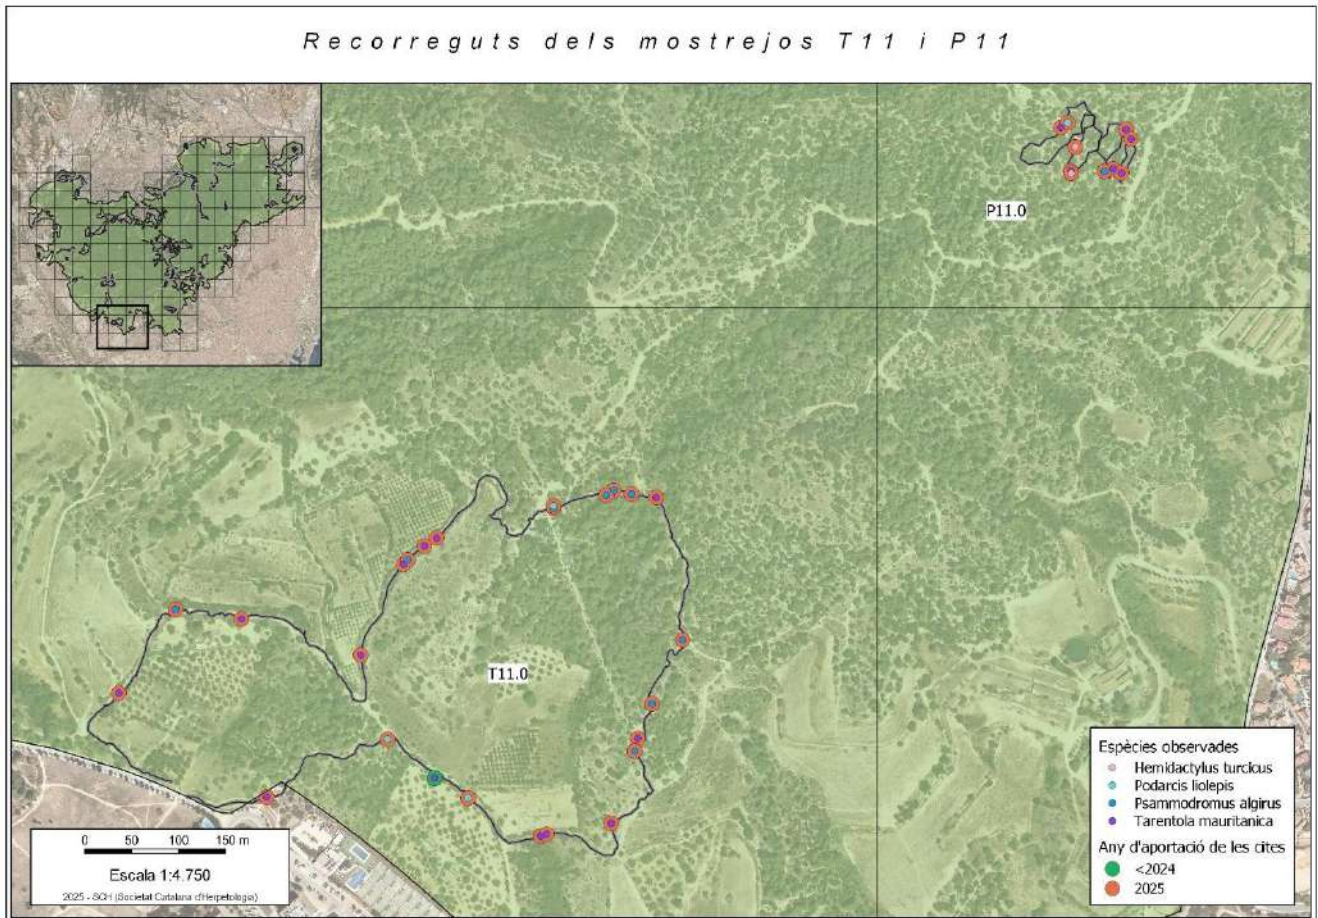 Recorreguts dels mostrejos T11 i P11
P11.0
T11.0
Espècies observadas
Hemidactylus turcicus
Podarcis liolepis
Psammodromus algirus
Tarentola mauritanica
Any d'aportació de les cites
<2024
2025
0 50 100 150 m
Escala 1:4.750
2025 - SCH (Societat Catalana d'Herpetologia)